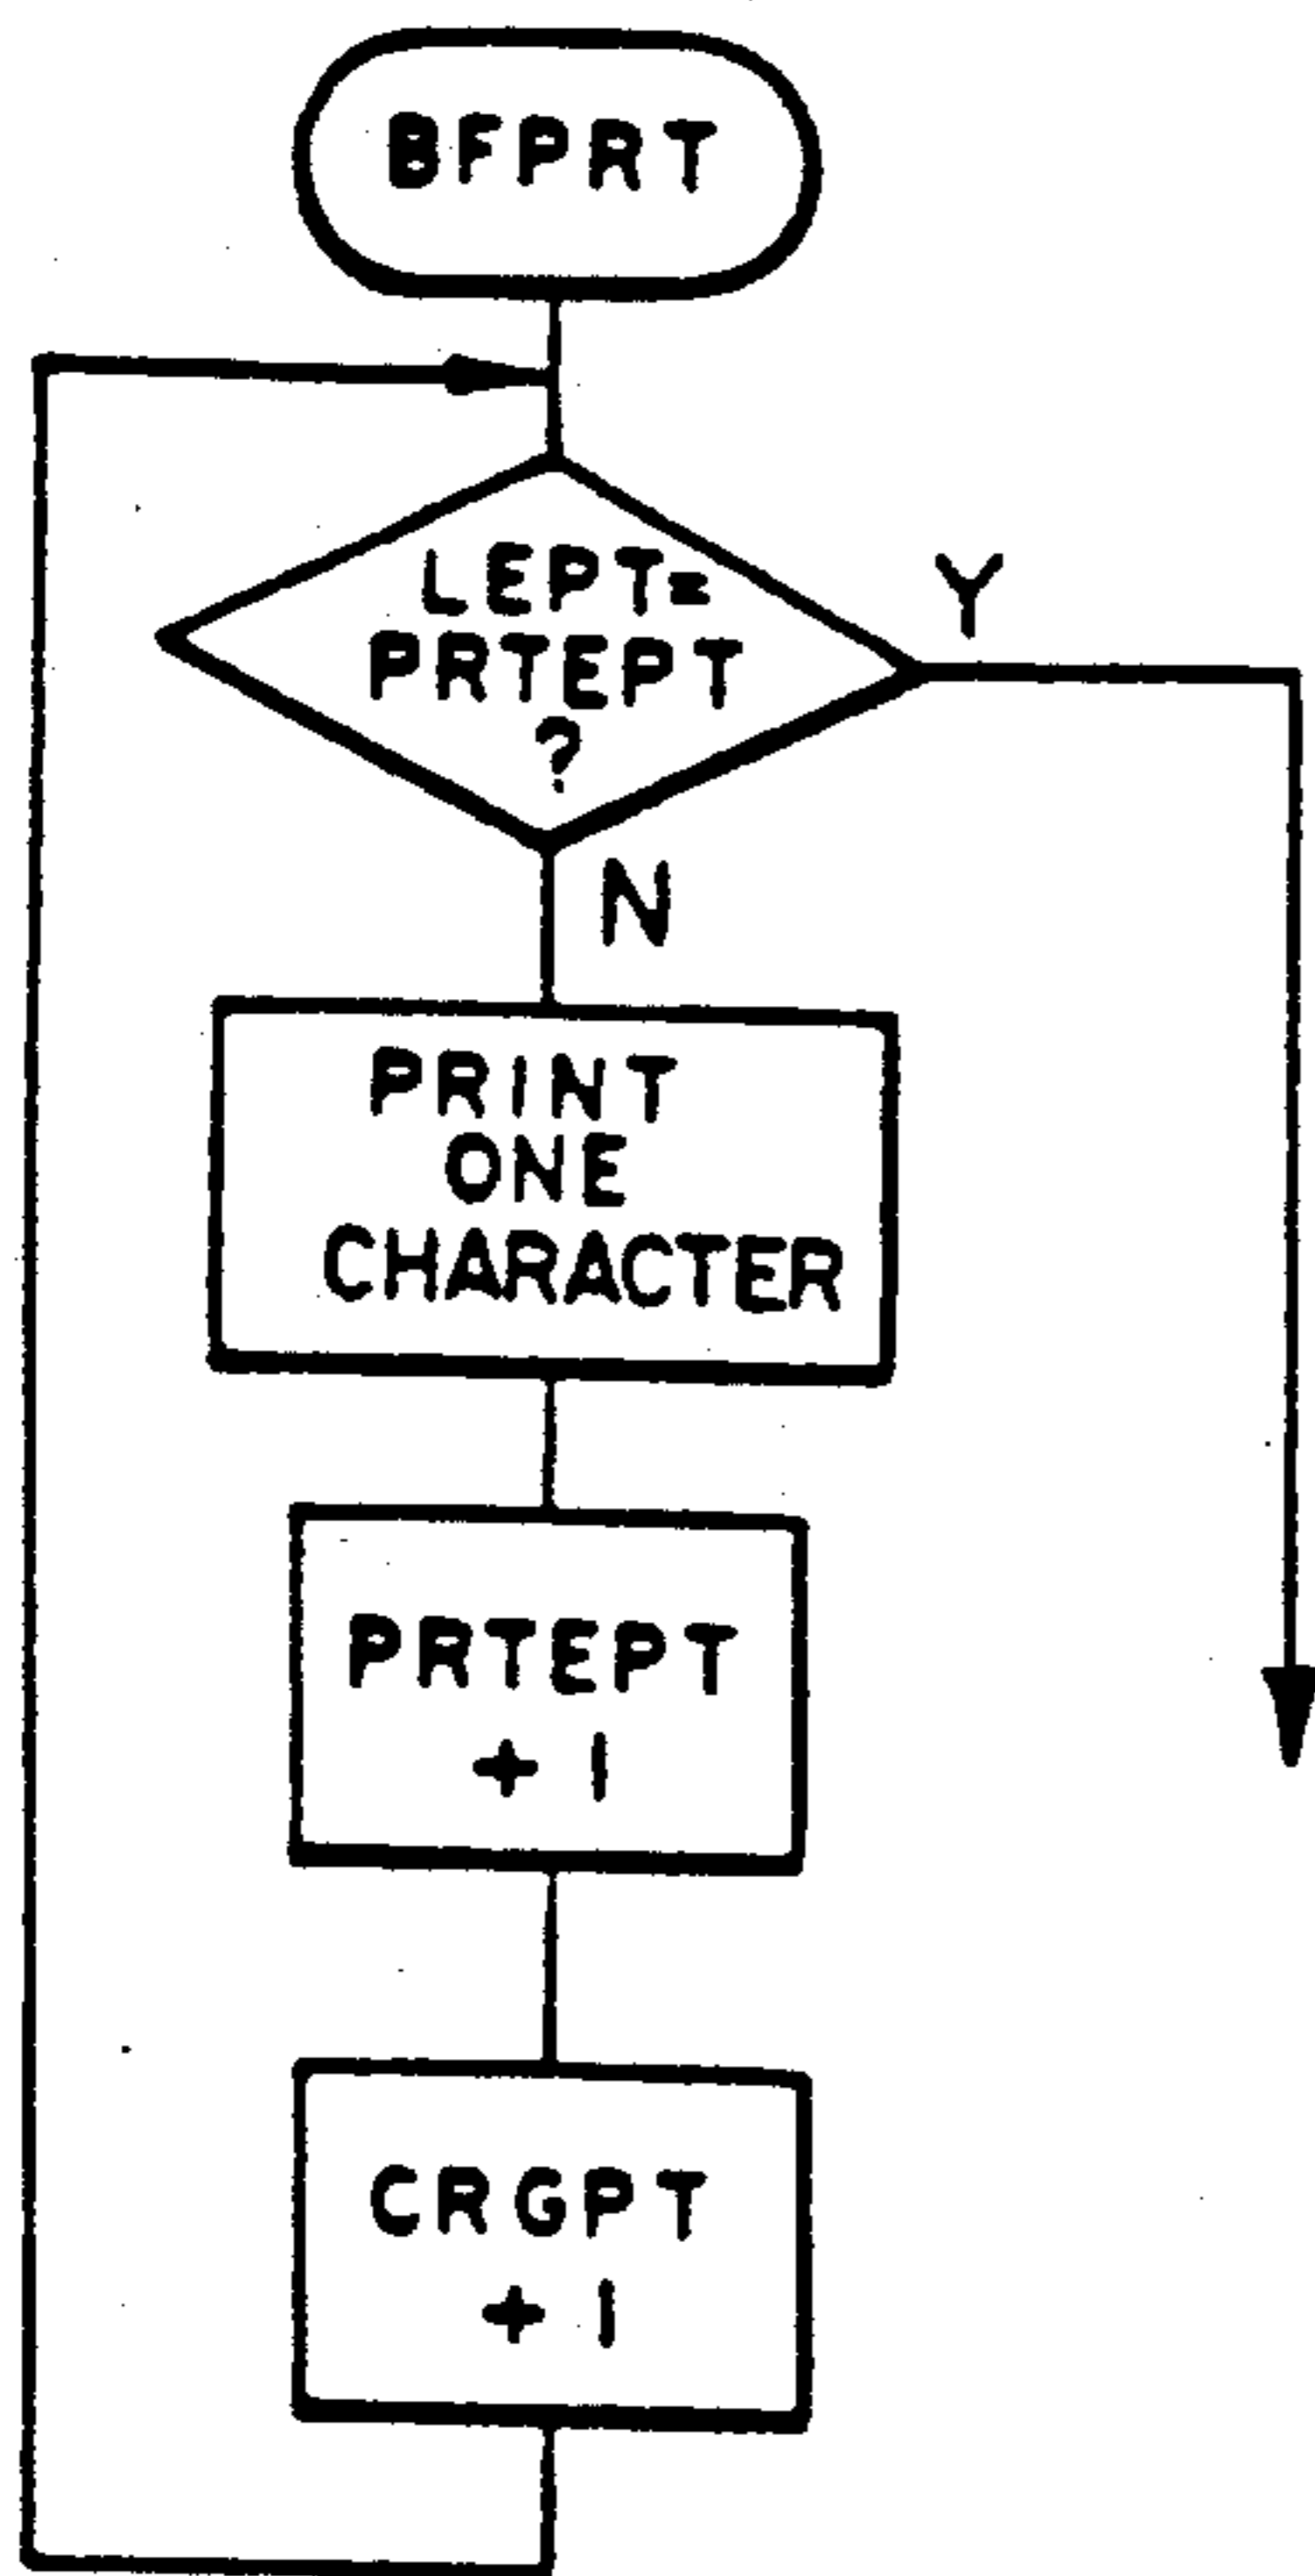 BFPRT
LEPT=
PRTEPT
?
Y
N
PRINT
ONE
CHARACTER
PRTEPT
+ 1
CRGPT
+ 1